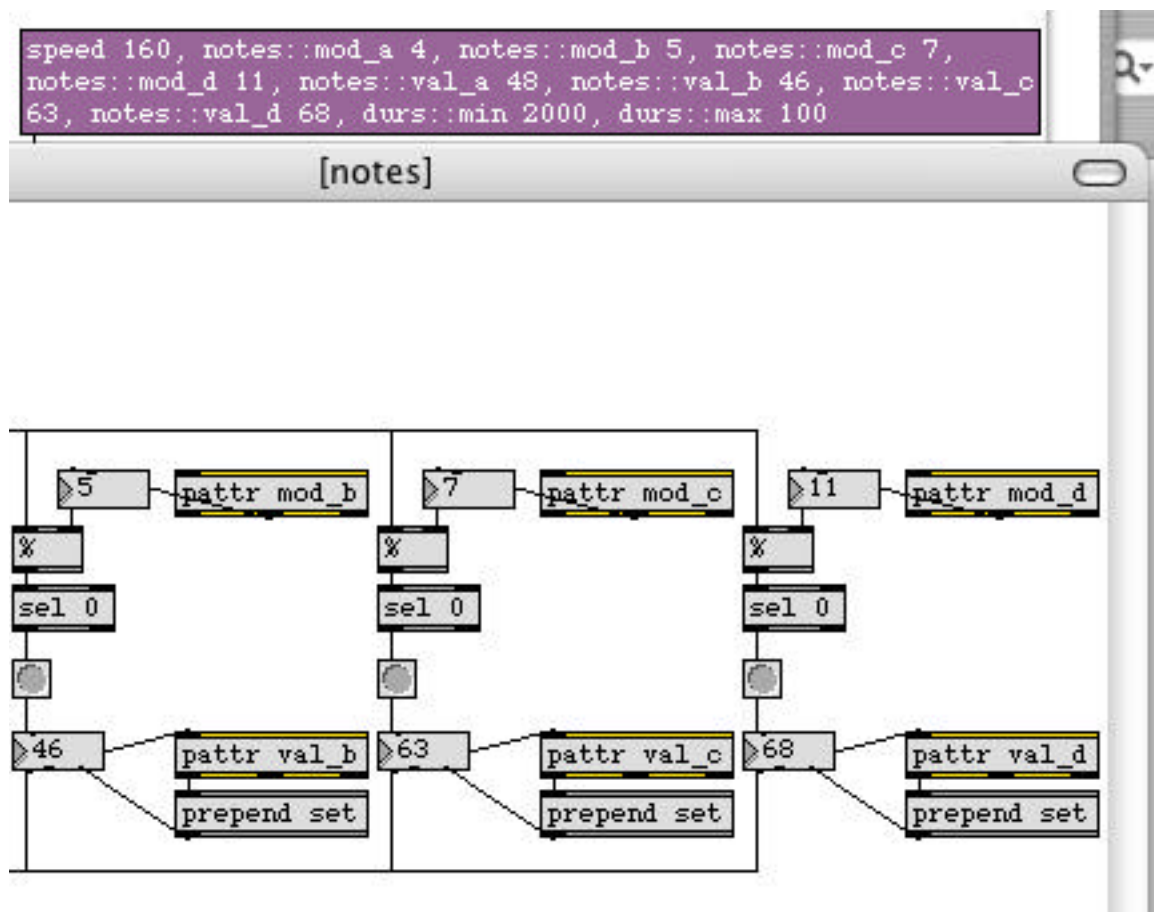 speed 160, notes::mod_a 4, notes::mod_b 5, notes::mod_c 7,
notes::mod_d 11, notes::val_a 48, notes::val_b 46, notes::val_c
63, notes::val_d 68, durs::min 2000, durs::max 100
[notes]
5 pattr mod_b 7 pattr mod_c 11 pattr mod_d
% % %
sel 0 sel 0 sel 0
46 pattr val_b 63 pattr val_c 68 pattr val_d
prepend set prepend set prepend set